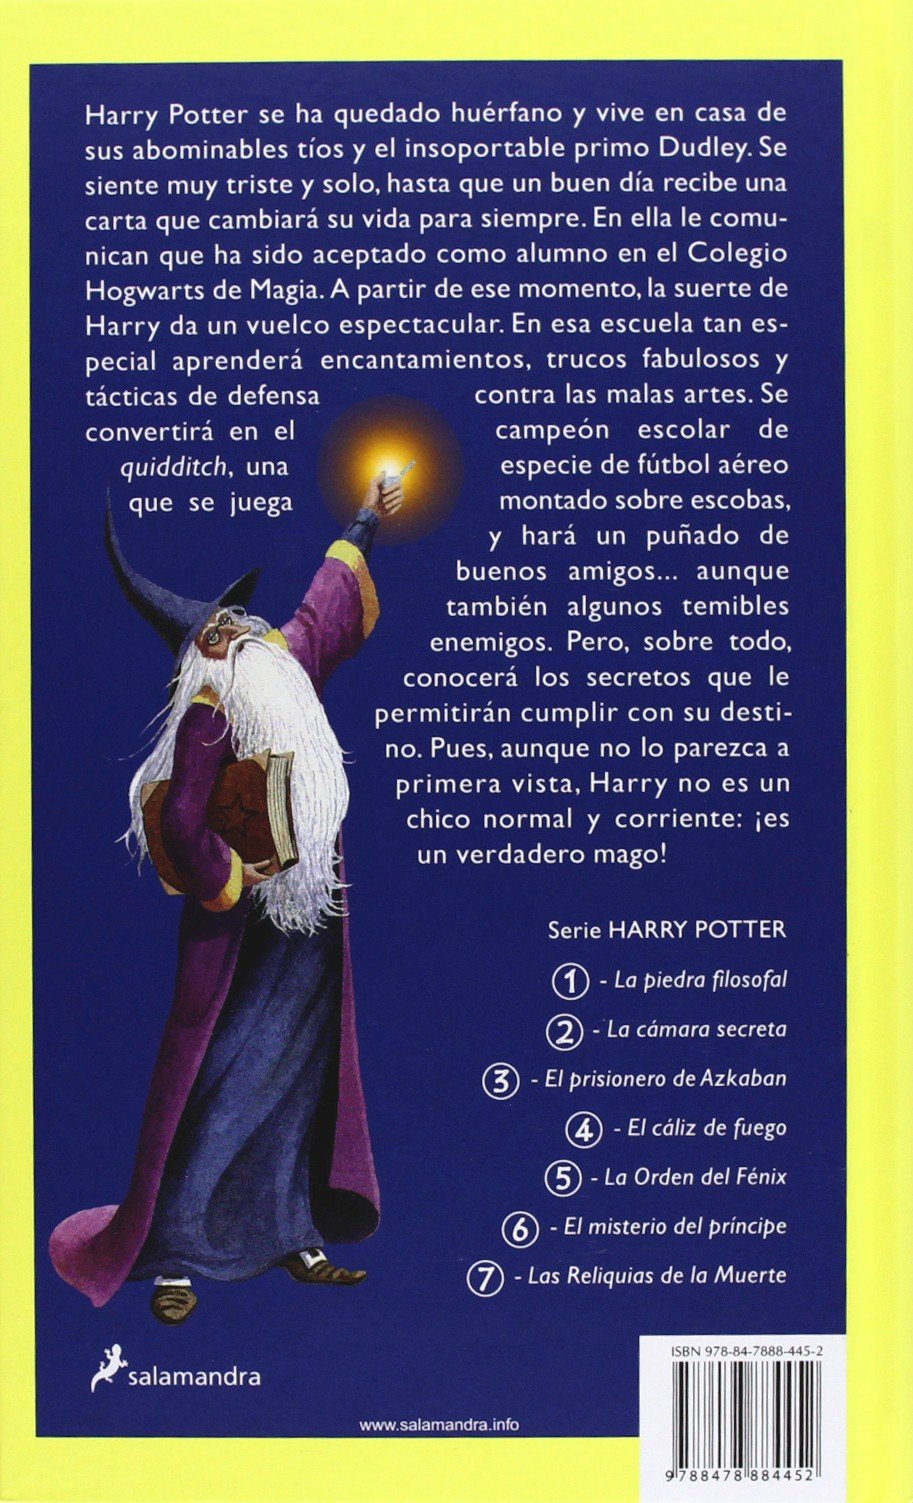 Harry Potter se ha quedado huérfano y vive en casa de
sus abominables tíos y el insoportable primo Dudley. Se
siente muy triste y solo, hasta que un buen día recibe una
carta que cambiará su vida para siempre. En ella le comu-
nican que ha sido aceptado como alumno en el Colegio
Hogwarts de Magia. A partir de ese momento, la suerte de
Harry da un vuelco espectacular. En esa escuela tan es-
pecial aprenderá encantamientos, trucos fabulosos y
tácticas de defensa contra las malas artes. Se
convertirá en el campeón escolar de
quidditch, una especie de fútbol aéreo
que se juega montado sobre escobas,
y hará un puñado de
buenos amigos... aunque
también algunos temibles
enemigos. Pero, sobre todo,
conocerá los secretos que le
permitirán cumplir con su desti-
no. Pues, aunque no lo parezca a
primera vista, Harry no es un
chico normal y corriente: ¡es
un verdadero mago!
Serie HARRY POTTER
1 - La piedra filosofal
2 - La cámara secreta
3 - El prisionero de Azkaban
4 - El cáliz de fuego
5 - La Orden del Fénix
6 - El misterio del príncipe
7 - Las Reliquias de la Muerte
salamandra
www.salamandra.info
ISBN 978-84-7888-445-2
9 788478 884452